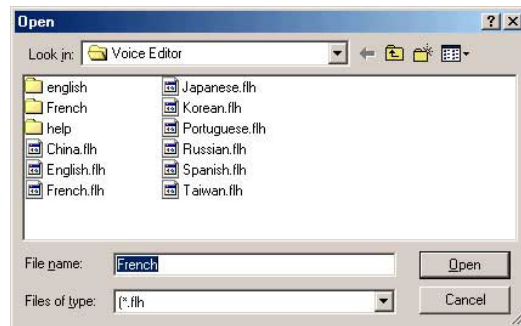 Open
Look in: Voice Editor
english
French
help
China.flh
English.flh
French.flh
Japanese.flh
Korean.flh
Portuguese.flh
Russian.flh
Spanish.flh
Taiwan.flh
File name: French Open
Files of type: (*.flh Cancel